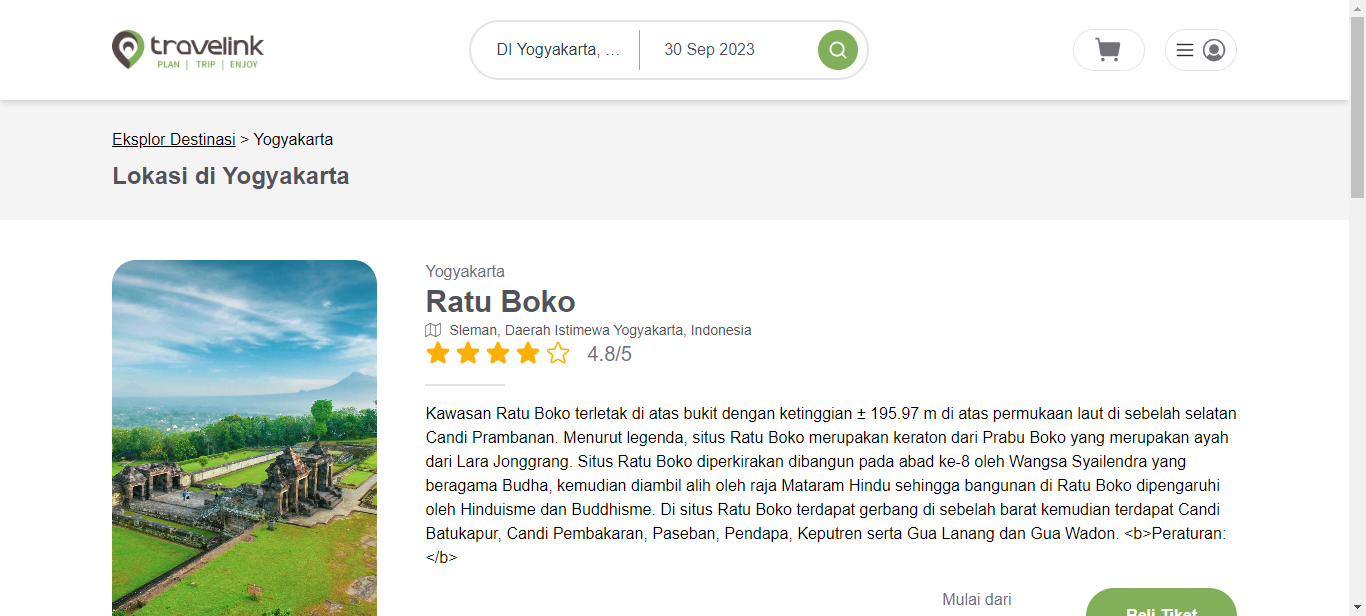 travelink
PLAN | TRIP | ENJOY
DI Yogyakarta, ...
30 Sep 2023
Eksplor Destinasi > Yogyakarta
Lokasi di Yogyakarta
Yogyakarta
Ratu Boko
Sleman, Daerah Istimewa Yogyakarta, Indonesia
4.8/5
Kawasan Ratu Boko terletak di atas bukit dengan ketinggian ± 195.97 m di atas permukaan laut di sebelah selatan
Candi Prambanan. Menurut legenda, situs Ratu Boko merupakan keraton dari Prabu Boko yang merupakan ayah
dari Lara Jonggrang. Situs Ratu Boko diperkirakan dibangun pada abad ke-8 oleh Wangsa Syailendra yang
beragama Budha, kemudian diambil alih oleh raja Mataram Hindu sehingga bangunan di Ratu Boko dipengaruhi
oleh Hinduisme dan Buddhisme. Di situs Ratu Boko terdapat gerbang di sebelah barat kemudian terdapat Candi
Batukapur, Candi Pembakaran, Paseban, Pendapa, Keputren serta Gua Lanang dan Gua Wadon. <b>Peraturan:
</b>
Mulai dari
Beli Tiket